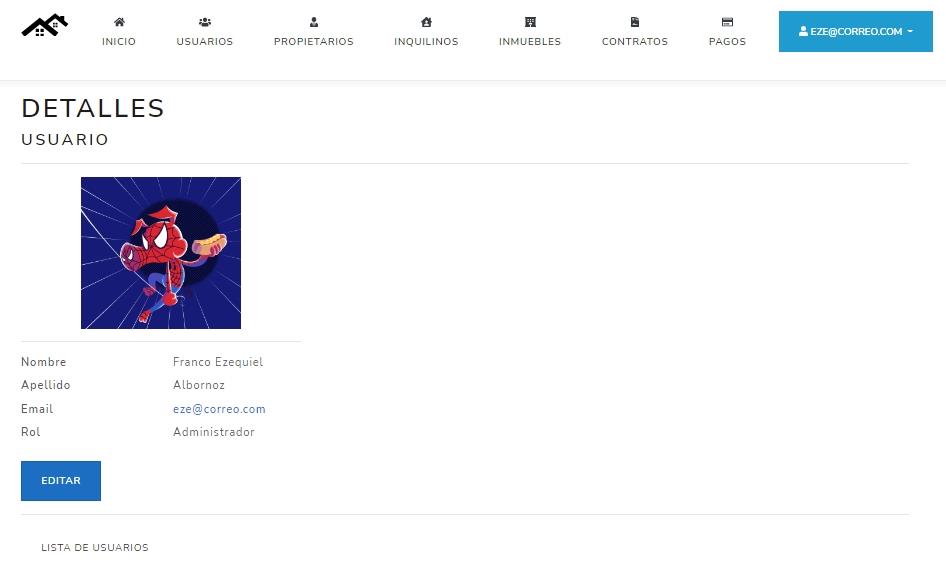 INICIO USUARIOS PROPIETARIOS INQUILINOS INMUEBLES CONTRATOS PAGOS EZE@CORREO.COM
DETALLES
USUARIO
Nombre Franco Ezequiel
Apellido Albornoz
Email eze@correo.com
Rol Administrador
EDITAR
LISTA DE USUARIOS